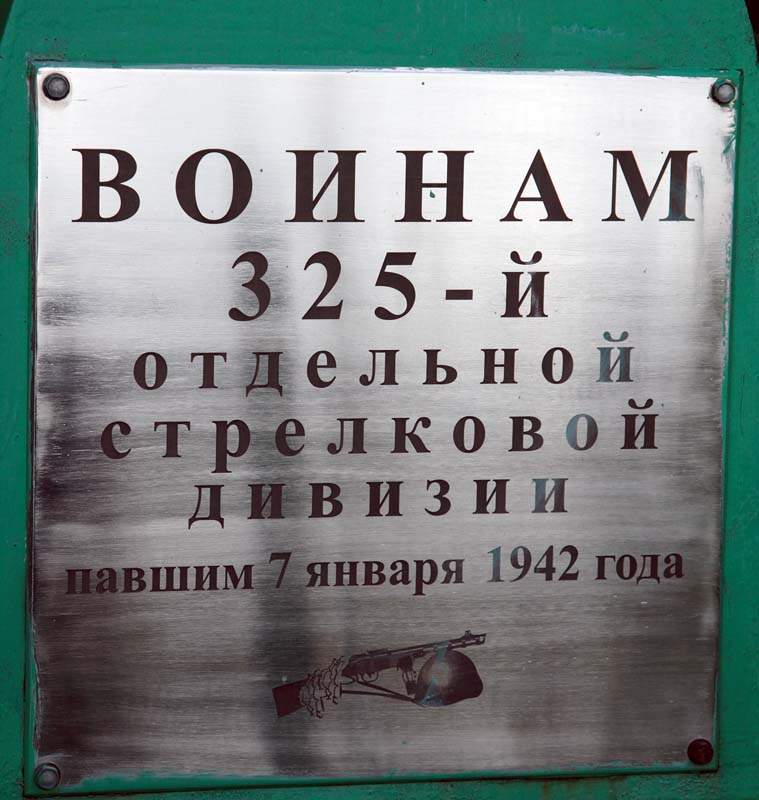 ВОИНАМ
325-й
отдельной
стрелковой
дивизии
павшим 7 января 1942 года